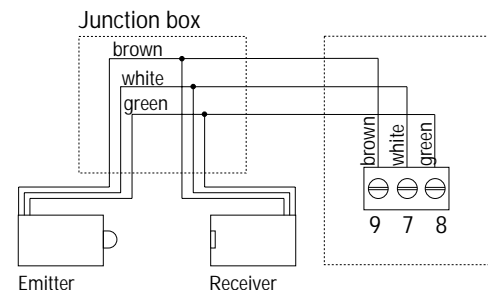 Junction box
brown
white
green
brown
white
green
9 7 8
Emitter Receiver